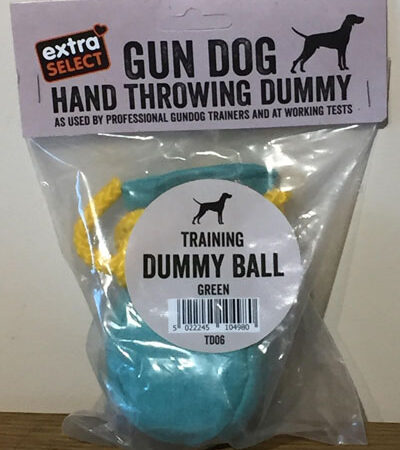 extra
SELECT
GUN DOG
HAND THROWING DUMMY
AS USED BY PROFESSIONAL GUNDOG TRAINERS AND AT WORKING TESTS
TRAINING
DUMMY BALL
GREEN
5 022245 104980
TD06